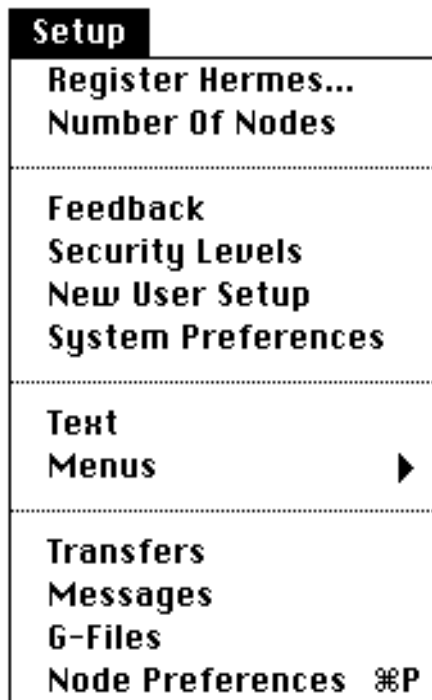 Setup
Register Hermes...
Number Of Nodes
Feedback
Security Levels
New User Setup
System Preferences
Text
Menus
Transfers
Messages
G-Files
Node Preferences ⌘P